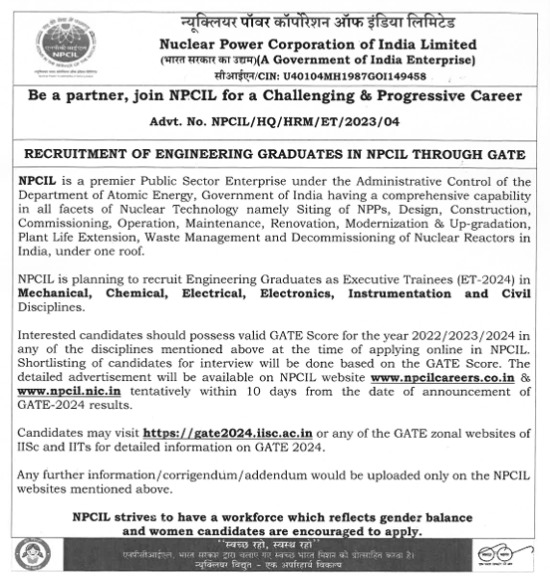 न्यूक्लियर पॉवर कॉर्पोरेशन ऑफ इंडिया लिमिटेड
Nuclear Power Corporation of India Limited
(भारत सरकार का उद्यम)(A Government of India Enterprise)
सीआईएन/CIN: U40104MH1987GOI149458
एनपीसीआईएल
NPCIL
Be a partner, join NPCIL for a Challenging & Progressive Career
Advt. No. NPCIL/HQ/HRM/ET/2023/04
RECRUITMENT OF ENGINEERING GRADUATES IN NPCIL THROUGH GATE
NPCIL is a premier Public Sector Enterprise under the Administrative Control of the
Department of Atomic Energy, Government of India having a comprehensive capability
in all facets of Nuclear Technology namely Siting of NPPs, Design, Construction,
Commissioning, Operation, Maintenance, Renovation, Modernization & Up-gradation,
Plant Life Extension, Waste Management and Decommissioning of Nuclear Reactors in
India, under one roof.
NPCIL is planning to recruit Engineering Graduates as Executive Trainees (ET-2024) in
Mechanical, Chemical, Electrical, Electronics, Instrumentation and Civil
Disciplines.
Interested candidates should possess valid GATE Score for the year 2022/2023/2024 in
any of the disciplines mentioned above at the time of applying online in NPCIL.
Shortlisting of candidates for interview will be done based on the GATE Score. The
detailed advertisement will be available on NPCIL website www.npcilcareers.co.in &
www.npcil.nic.in tentatively within 10 days from the date of announcement of
GATE-2024 results.
Candidates may visit https://gate2024.iisc.ac.in or any of the GATE zonal websites of
IISc and IITs for detailed information on GATE 2024.
Any further information/corrigendum/addendum would be uploaded only on the NPCIL
websites mentioned above.
NPCIL strives to have a workforce which reflects gender balance
and women candidates are encouraged to apply.
"स्वच्छ रहो, स्वस्थ रहो"
एनपीसीआईएल, भारत सरकार द्वारा चलाए गए स्वच्छ भारत मिशन को प्रोत्साहित करता है।
न्यूक्लियर विद्युत - एक अपरिहार्य विकल्प